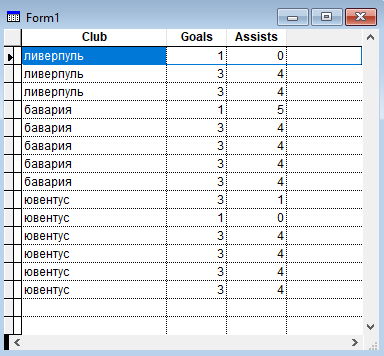 Form1
Club Goals Assists
ливерпуль 1 0
ливерпуль 3 4
ливерпуль 3 4
бавария 1 5
бавария 3 4
бавария 3 4
бавария 3 4
бавария 3 4
ювентус 3 1
ювентус 1 0
ювентус 3 4
ювентус 3 4
ювентус 3 4
ювентус 3 4